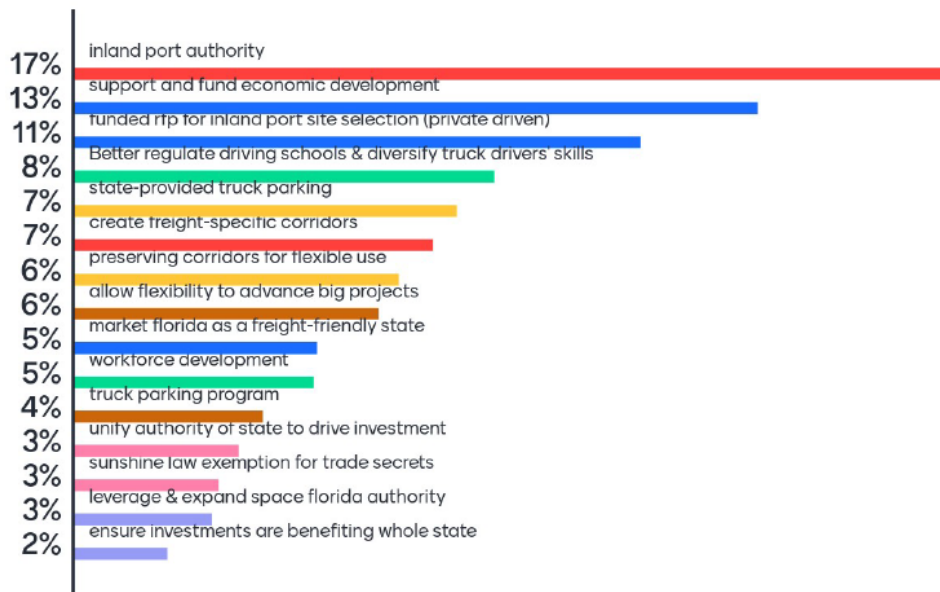 inland port authority
17%
support and fund economic development
13%
funded rfp for inland port site selection (private driven)
11%
Better regulate driving schools & diversify truck drivers' skills
8%
state-provided truck parking
7%
create freight-specific corridors
7%
preserving corridors for flexible use
6%
allow flexibility to advance big projects
6%
market florida as a freight-friendly state
5%
workforce development
5%
truck parking program
4%
unify authority of state to drive investment
3%
sunshine law exemption for trade secrets
3%
leverage & expand space florida authority
3%
ensure investments are benefiting whole state
2%